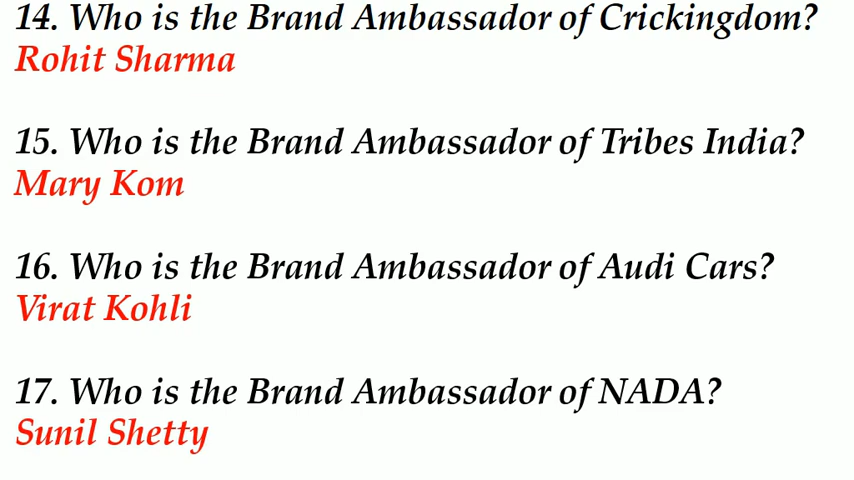 14. Who is the Brand Ambassador of Crickingdom?
Rohit Sharma
15. Who is the Brand Ambassador of Tribes India?
Mary Kom
16. Who is the Brand Ambassador of Audi Cars?
Virat Kohli
17. Who is the Brand Ambassador of NADA?
Sunil Shetty